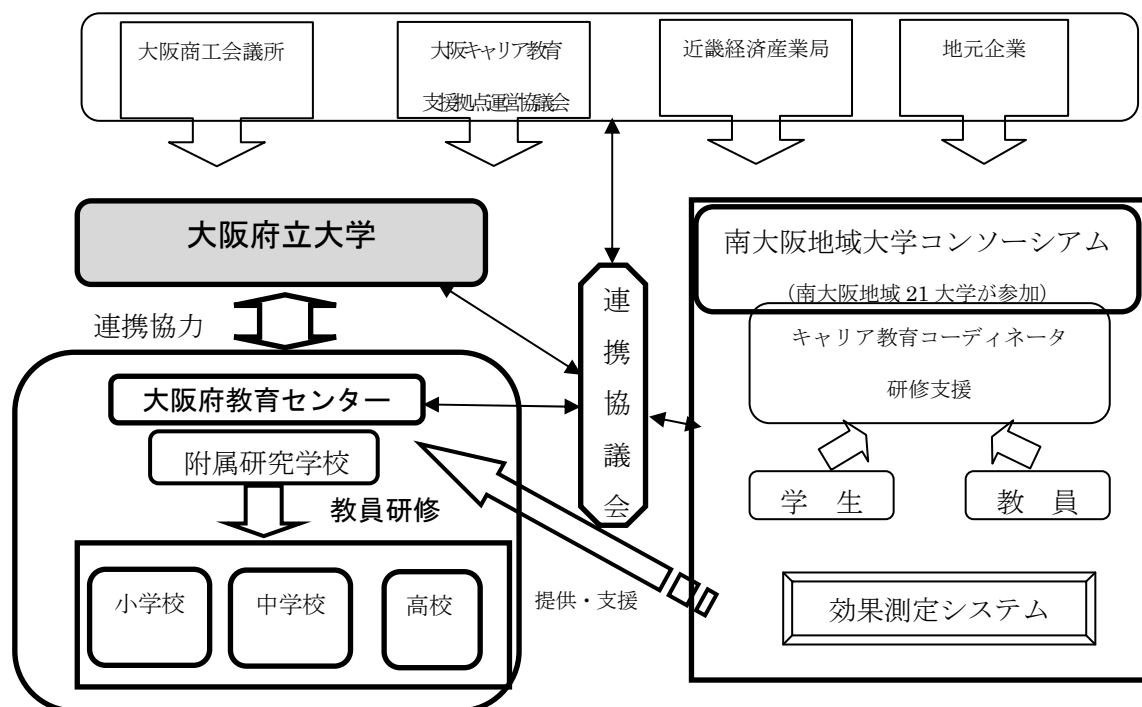 大阪商工会議所
大阪キャリア教育
支援拠点運営協議会
近畿経済産業局
地元企業
大阪府立大学
連携協力
大阪府教育センター
附属研究学校
教員研修
小学校
中学校
高校
連携協議会
提供・支援
南大阪地域大学コンソーシアム
(南大阪地域 21 大学が参加)
キャリア教育コーディネータ
研修支援
学 生
教 員
効果測定システム